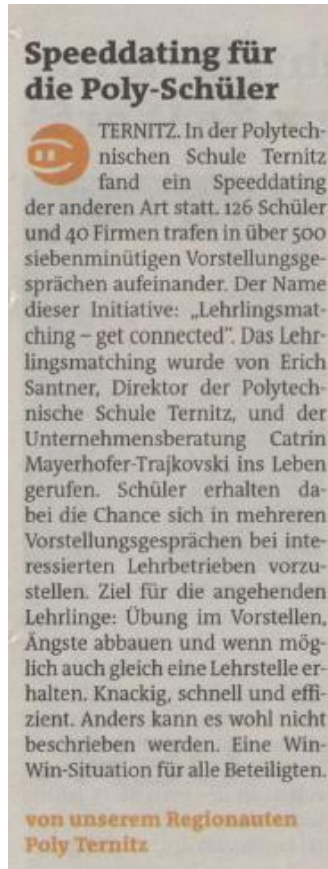 Speeddating für
die Poly-Schüler
TERNITZ. In der Polytech-
nischen Schule Ternitz
fand ein Speeddating
der anderen Art statt. 126 Schüler
und 40 Firmen trafen in über 500
siebenminütigen Vorstellungsge-
sprächen aufeinander. Der Name
dieser Initiative: „Lehrlingsmat-
ching – get connected“. Das Lehr-
lingsmatching wurde von Erich
Santner, Direktor der Polytech-
nische Schule Ternitz, und der
Unternehmensberatung Catrin
Mayerhofer-Trajkovski ins Leben
gerufen. Schüler erhalten da-
bei die Chance sich in mehreren
Vorstellungsgesprächen bei inte-
ressierten Lehrbetrieben vorzu-
stellen. Ziel für die angehenden
Lehrlinge: Übung im Vorstellen,
Ängste abbauen und wenn mög-
lich auch gleich eine Lehrstelle er-
halten. Knackig, schnell und effi-
zient. Anders kann es wohl nicht
beschrieben werden. Eine Win-
Win-Situation für alle Beteiligten.
von unserem Regionauten
Poly Ternitz